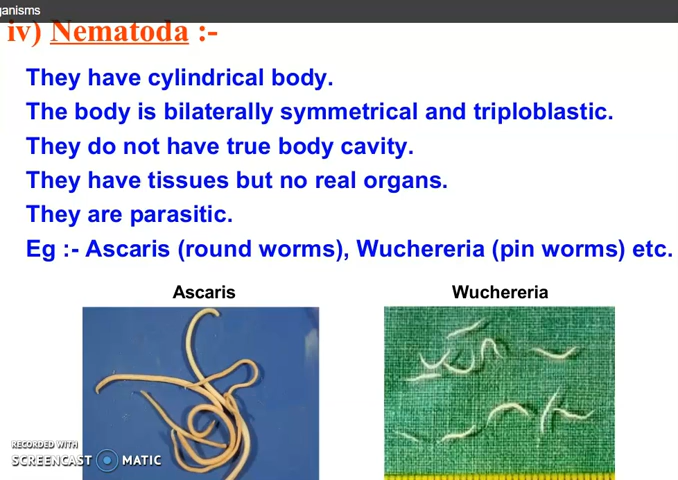 ganisms
iv) Nematoda :-
They have cylindrical body.
The body is bilaterally symmetrical and triploblastic.
They do not have true body cavity.
They have tissues but no real organs.
They are parasitic.
Eg :- Ascaris (round worms), Wuchereria (pin worms) etc.
Ascaris Wuchereria
RECORDED WITH
SCREENCAST MATIC